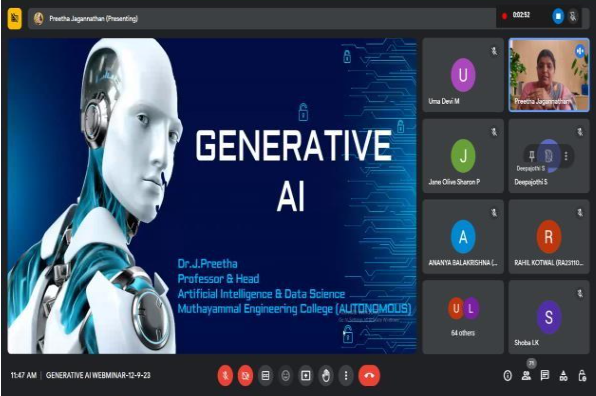 Preetha Jagannathan (Presenting)
0:02:52
GENERATIVE
AI
Dr.J.Preetha
Professor & Head
Artificial Intelligence & Data Science
Muthayammal Engineering College (AUTONOMOUS)
U
Uma Devi M
Preetha Jagannathan
J
Jane Olive Sharon P
Deepajothi S
Deepajothi S
A
ANANYA BALAKRISHNA (...
R
RAHIL KOTWAL (RA23110...
U L
64 others
S
Shoba I.K
11:47 AM | GENERATIVE AI WEBMINAR-12-9-23
71